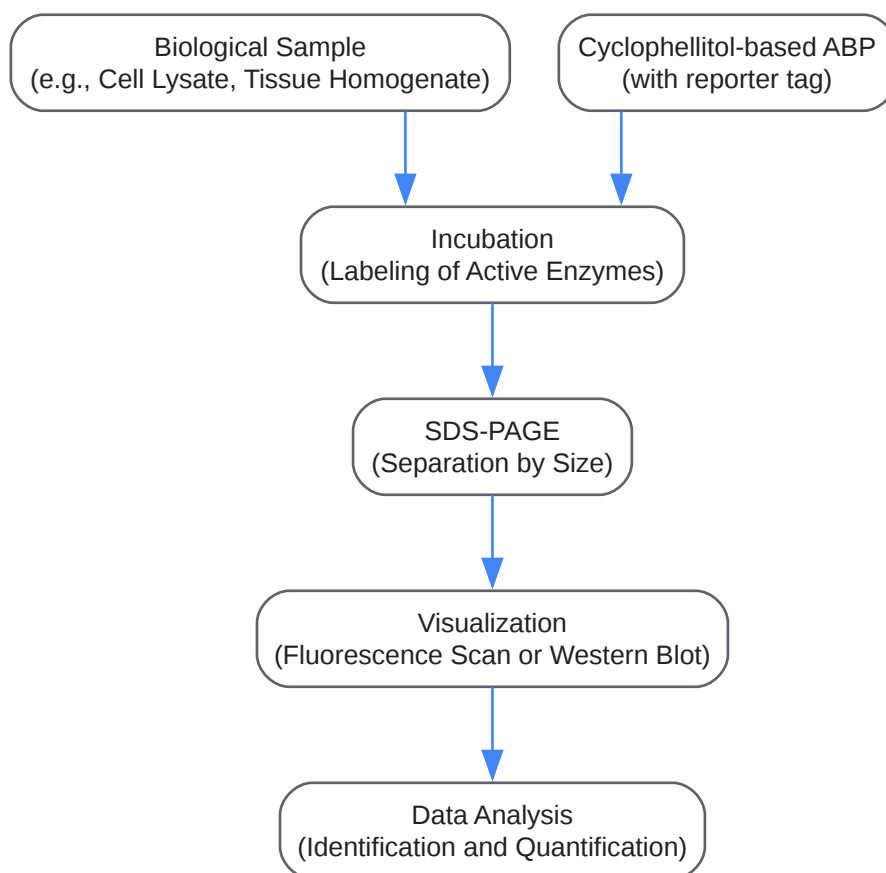 Biological Sample
(e.g., Cell Lysate, Tissue Homogenate)
Cyclophellitol-based ABP
(with reporter tag)
Incubation
(Labeling of Active Enzymes)
SDS-PAGE
(Separation by Size)
Visualization
(Fluorescence Scan or Western Blot)
Data Analysis
(Identification and Quantification)